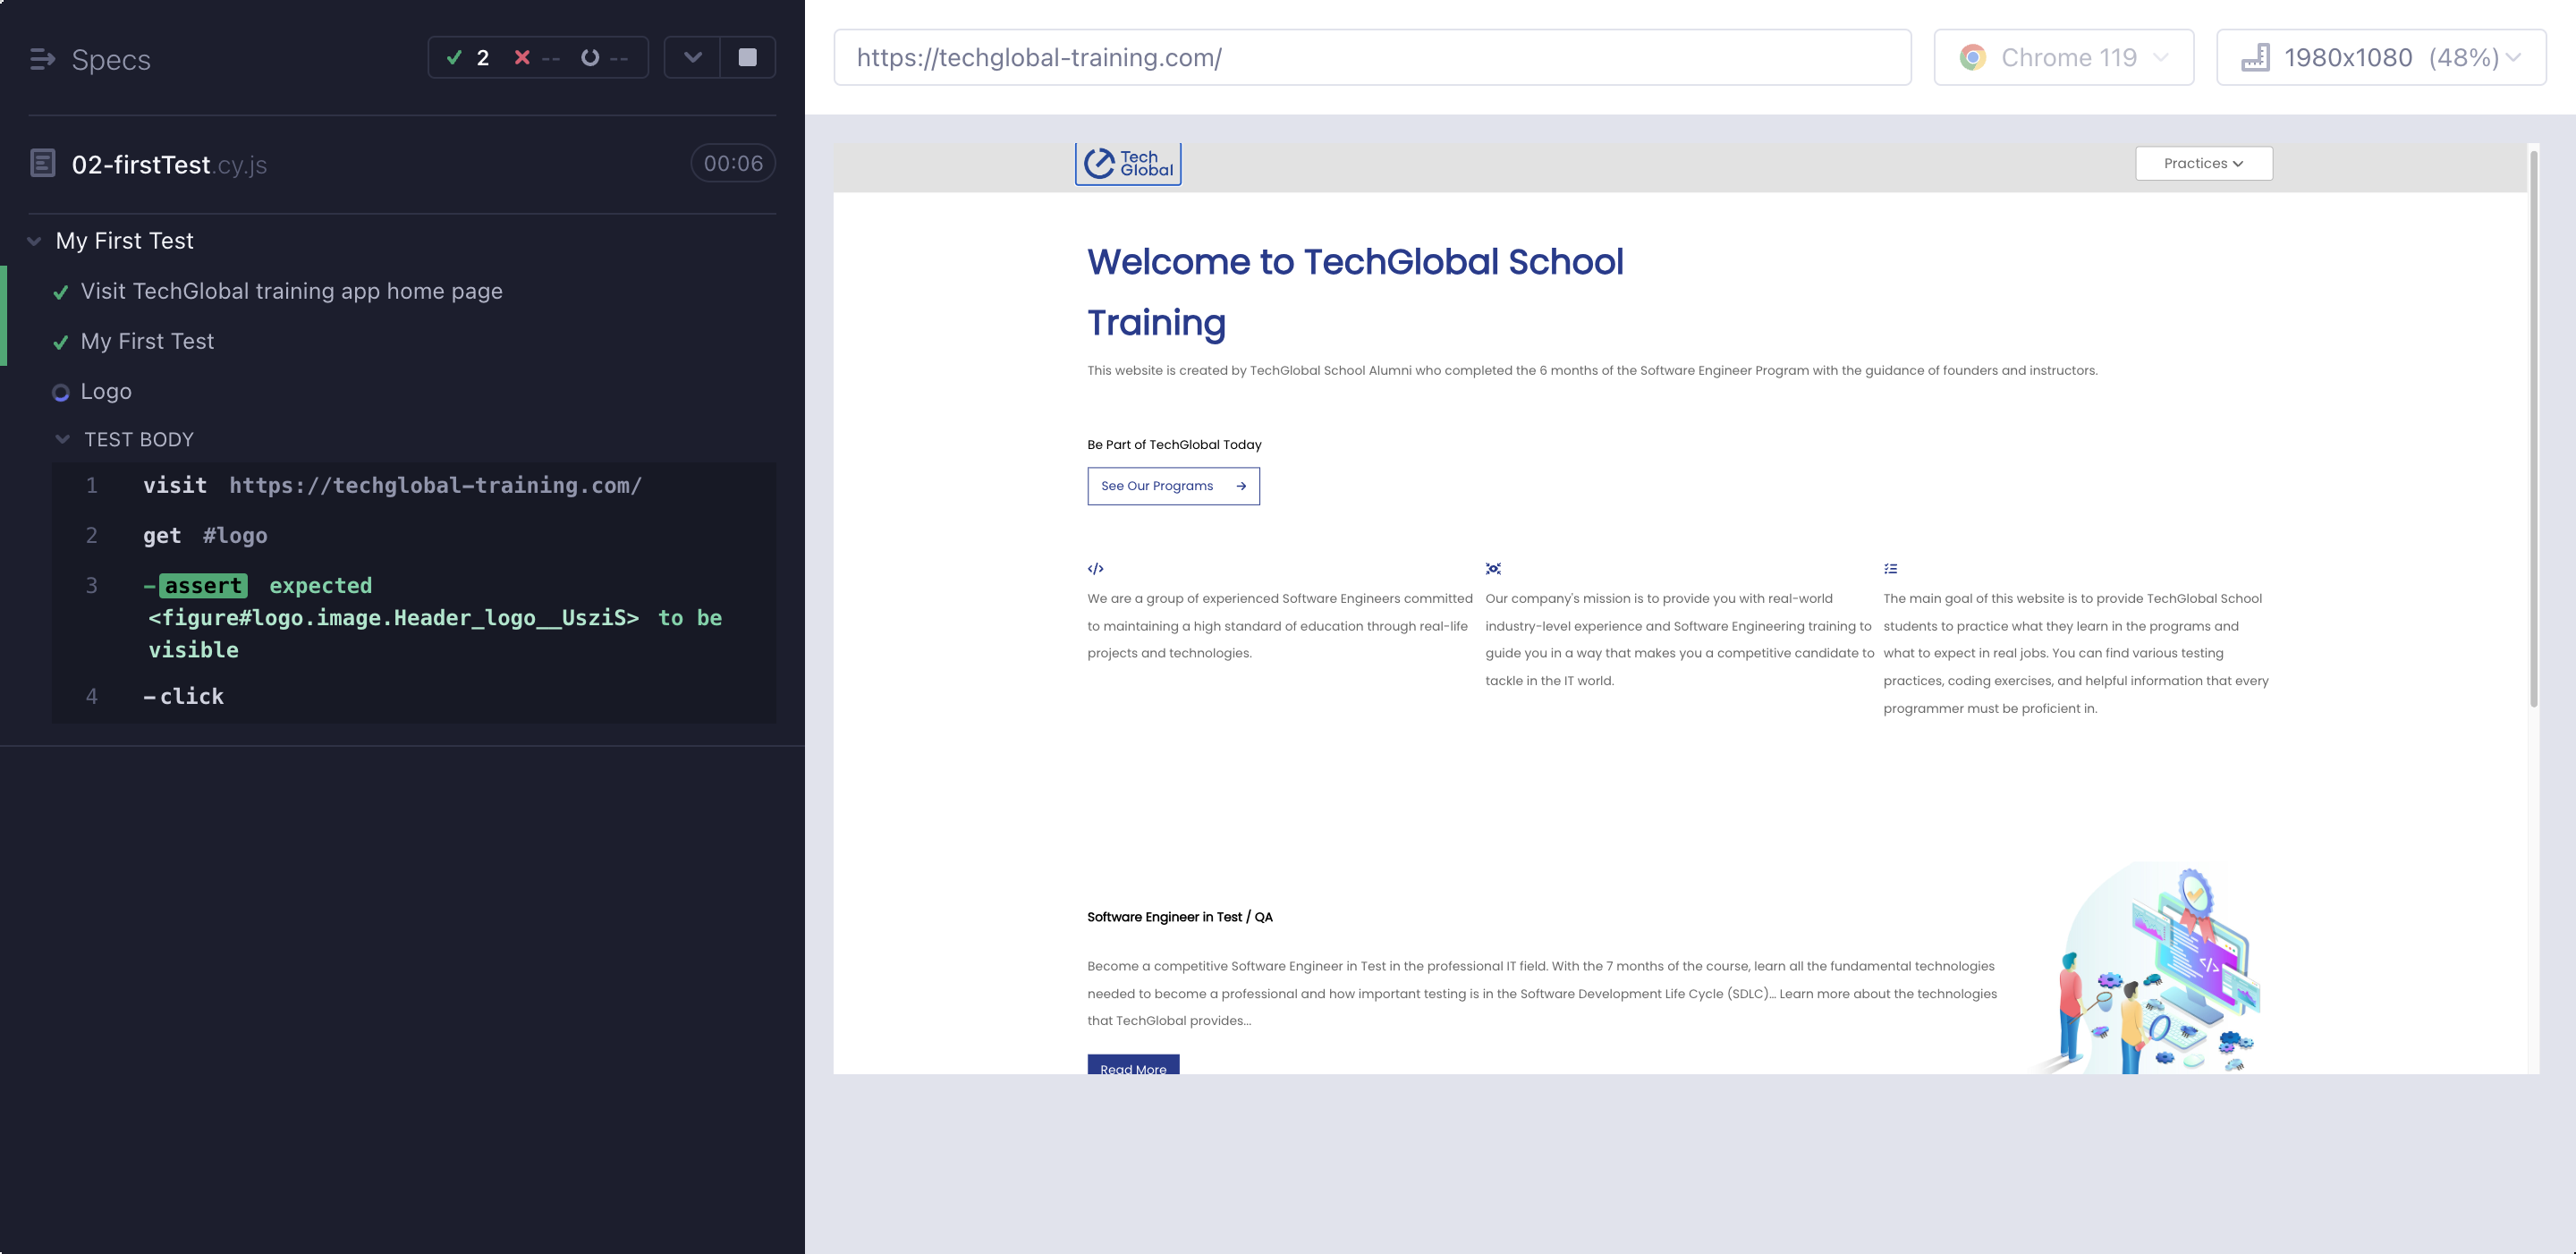 Specs
2 -- --
02-firstTest.cy.js
00:06
My First Test
Visit TechGlobal training app home page
My First Test
Logo
TEST BODY
1 visit https://techglobal-training.com/
2 get #logo
3 -assert expected
<figure#logo.image.Header_logo__UsziS> to be
visible
4 -click
https://techglobal-training.com/
Chrome 119
1980x1080 (48%)
Tech
Global
Practices
Welcome to TechGlobal School
Training
This website is created by TechGlobal School Alumni who completed the 6 months of the Software Engineer Program with the guidance of founders and instructors.
Be Part of TechGlobal Today
See Our Programs
We are a group of experienced Software Engineers committed
to maintaining a high standard of education through real-life
projects and technologies.
Our company's mission is to provide you with real-world
industry-level experience and Software Engineering training to
guide you in a way that makes you a competitive candidate to
tackle in the IT world.
The main goal of this website is to provide TechGlobal School
students to practice what they learn in the programs and
what to expect in real jobs. You can find various testing
practices, coding exercises, and helpful information that every
programmer must be proficient in.
Software Engineer in Test / QA
Become a competitive Software Engineer in Test in the professional IT field. With the 7 months of the course, learn all the fundamental technologies
needed to become a professional and how important testing is in the Software Development Life Cycle (SDLC)... Learn more about the technologies
that TechGlobal provides...
Read More